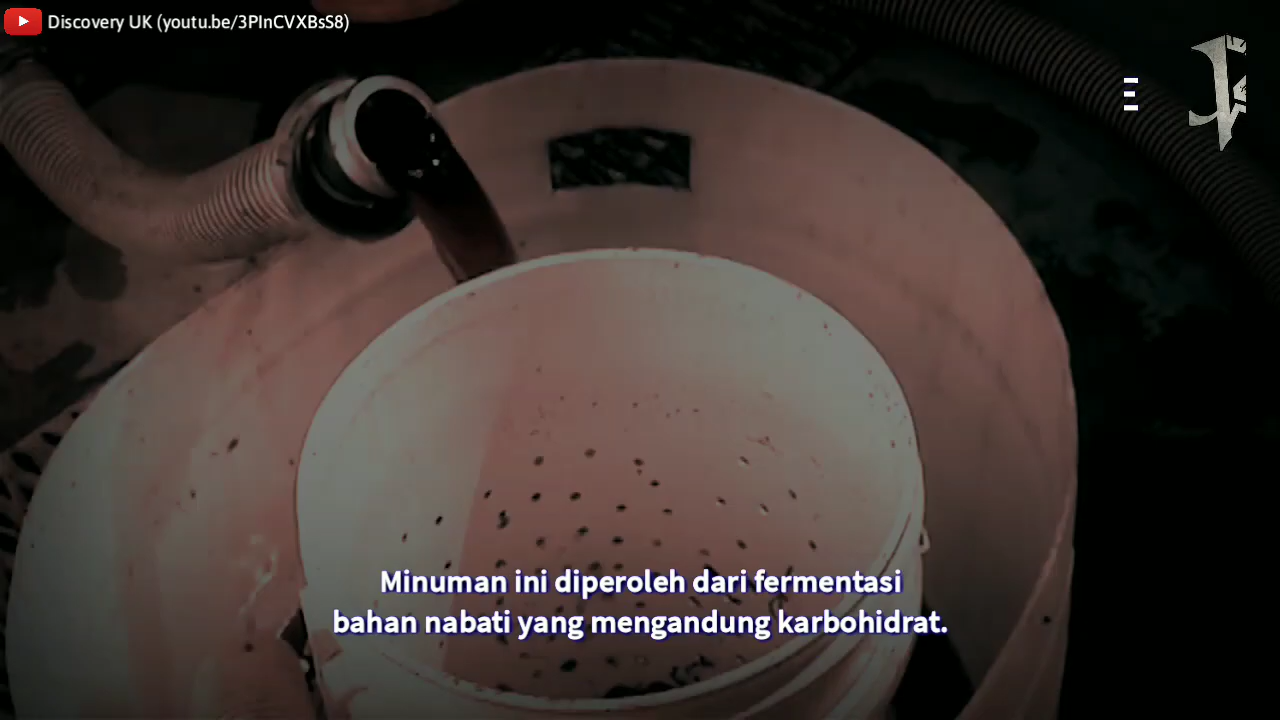 Discovery UK (youtu.be/3PInCVXBsS8)
Minuman ini diperoleh dari fermentasi
bahan nabati yang mengandung karbohidrat.